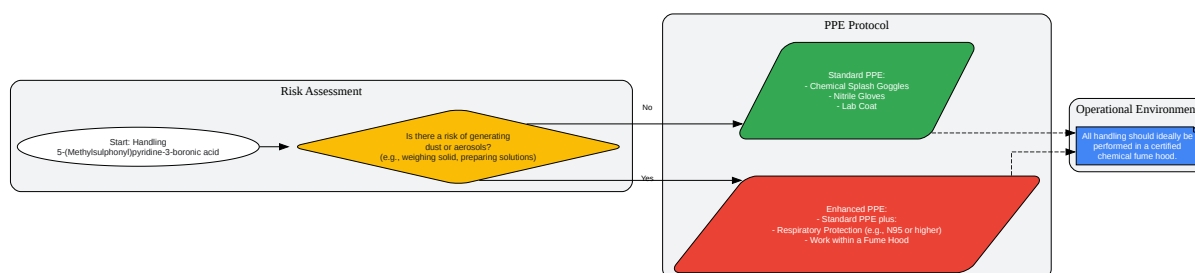 Risk Assessment
Start: Handling
5-(Methylsulphonyl)pyridine-3-boronic acid
Is there a risk of generating
dust or aerosols?
(e.g., weighing solid, preparing solutions)
No
Yes
PPE Protocol
Standard PPE:
- Chemical Splash Goggles
- Nitrile Gloves
- Lab Coat
Enhanced PPE:
- Standard PPE plus:
- Respiratory Protection (e.g., N95 or higher)
- Work within a Fume Hood
Operational Environment
All handling should ideally be
performed in a certified
chemical fume hood.